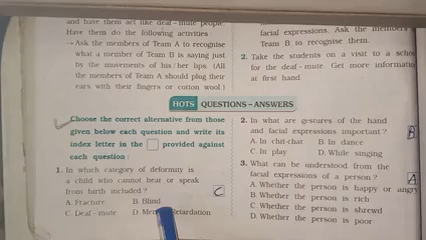 and have them act like deaf-mute people.
Have them do the following activities
→ Ask the members of Team A to recognise
what a member of Team B is saying just
by the movements of his/her lips (All
the members of Team A should plug their
ears with their fingers or cotton wool.)
facial expressions. Ask the members
Team B to recognise them.
2. Take the students on a visit to a
for the deaf-mute. Get more
at first hand
HOTS QUESTIONS - ANSWERS
Choose the correct alternative from those
given below each question and write its
index letter in the provided against
each question :
1. In which category of deformity is
a child who cannot hear or speak
from birth included?
C
A. Fracture B. Blind
C. Deaf-mute D. Retardation
2. In what are gestures of the hand
and facial expressions important?
B
A. In chit-chat B. In dance
C. In play D. While singing
3. What can be understood from the
facial expressions of a person?
A
A. Whether the person is happy or angry
B. Whether the person is rich
C. Whether the person is shrewd
D. Whether the person is poor